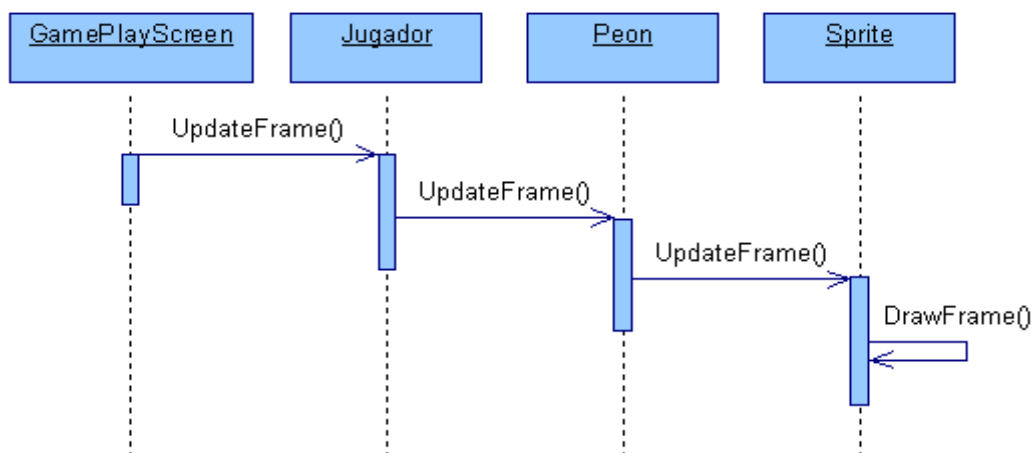 GamePlayScreen
Jugador
Peon
Sprite
UpdateFrame()
UpdateFrame()
UpdateFrame()
DrawFrame()